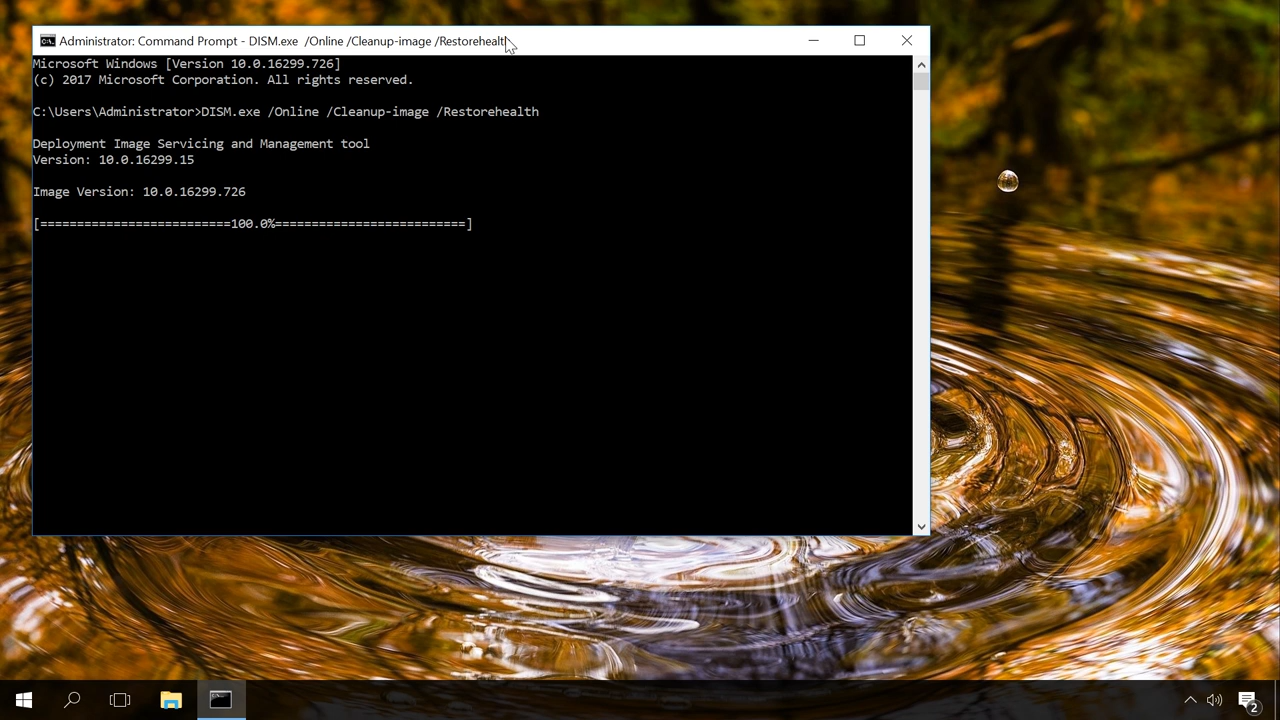 Administrator: Command Prompt - DISM.exe  /Online /Cleanup-image /Restorehealth
Microsoft Windows [Version 10.0.16299.726]
(c) 2017 Microsoft Corporation. All rights reserved.
C:\Users\Administrator>DISM.exe /Online /Cleanup-image /Restorehealth
Deployment Image Servicing and Management tool
Version: 10.0.16299.15
Image Version: 10.0.16299.726
[==========================100.0%==========================]
2